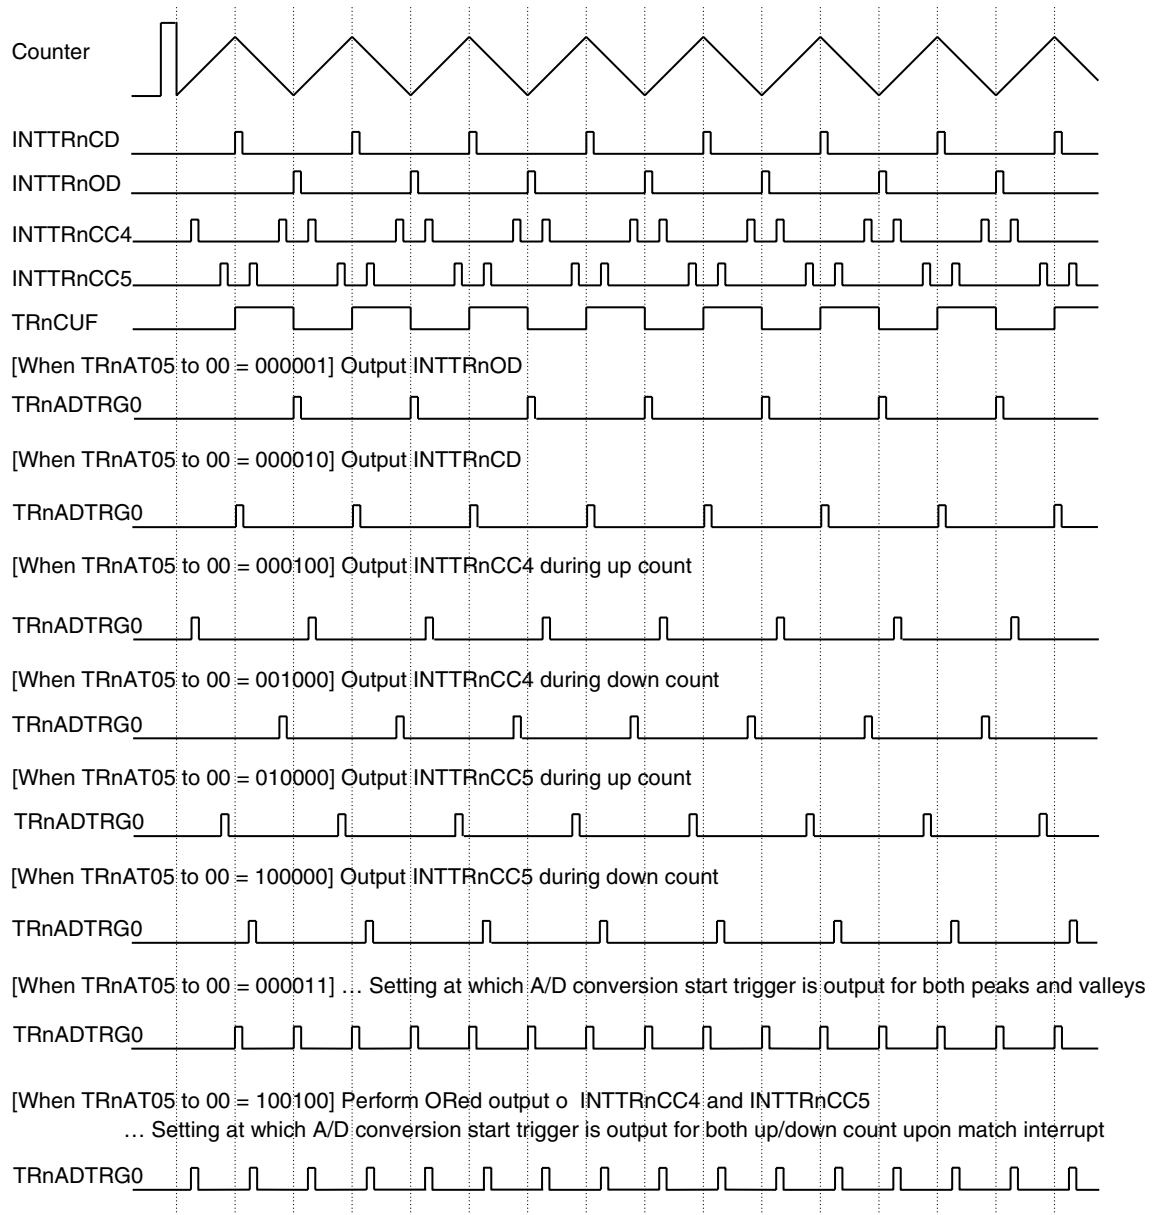 Counter
INTTRnCD
INTTRnOD
INTTRnCC4
INTTRnCC5
TRnCUF
[When TRnAT05 to 00 = 000001] Output INTTRnOD
TRnADTRG0
[When TRnAT05 to 00 = 000010] Output INTTRnCD
TRnADTRG0
[When TRnAT05 to 00 = 000100] Output INTTRnCC4 during up count
TRnADTRG0
[When TRnAT05 to 00 = 001000] Output INTTRnCC4 during down count
TRnADTRG0
[When TRnAT05 to 00 = 010000] Output INTTRnCC5 during up count
TRnADTRG0
[When TRnAT05 to 00 = 100000] Output INTTRnCC5 during down count
TRnADTRG0
[When TRnAT05 to 00 = 000011] … Setting at which A/D conversion start trigger is output for both peaks and valleys
TRnADTRG0
[When TRnAT05 to 00 = 100100] Perform ORed output o INTTRnCC4 and INTTRnCC5
… Setting at which A/D conversion start trigger is output for both up/down count upon match interrupt
TRnADTRG0